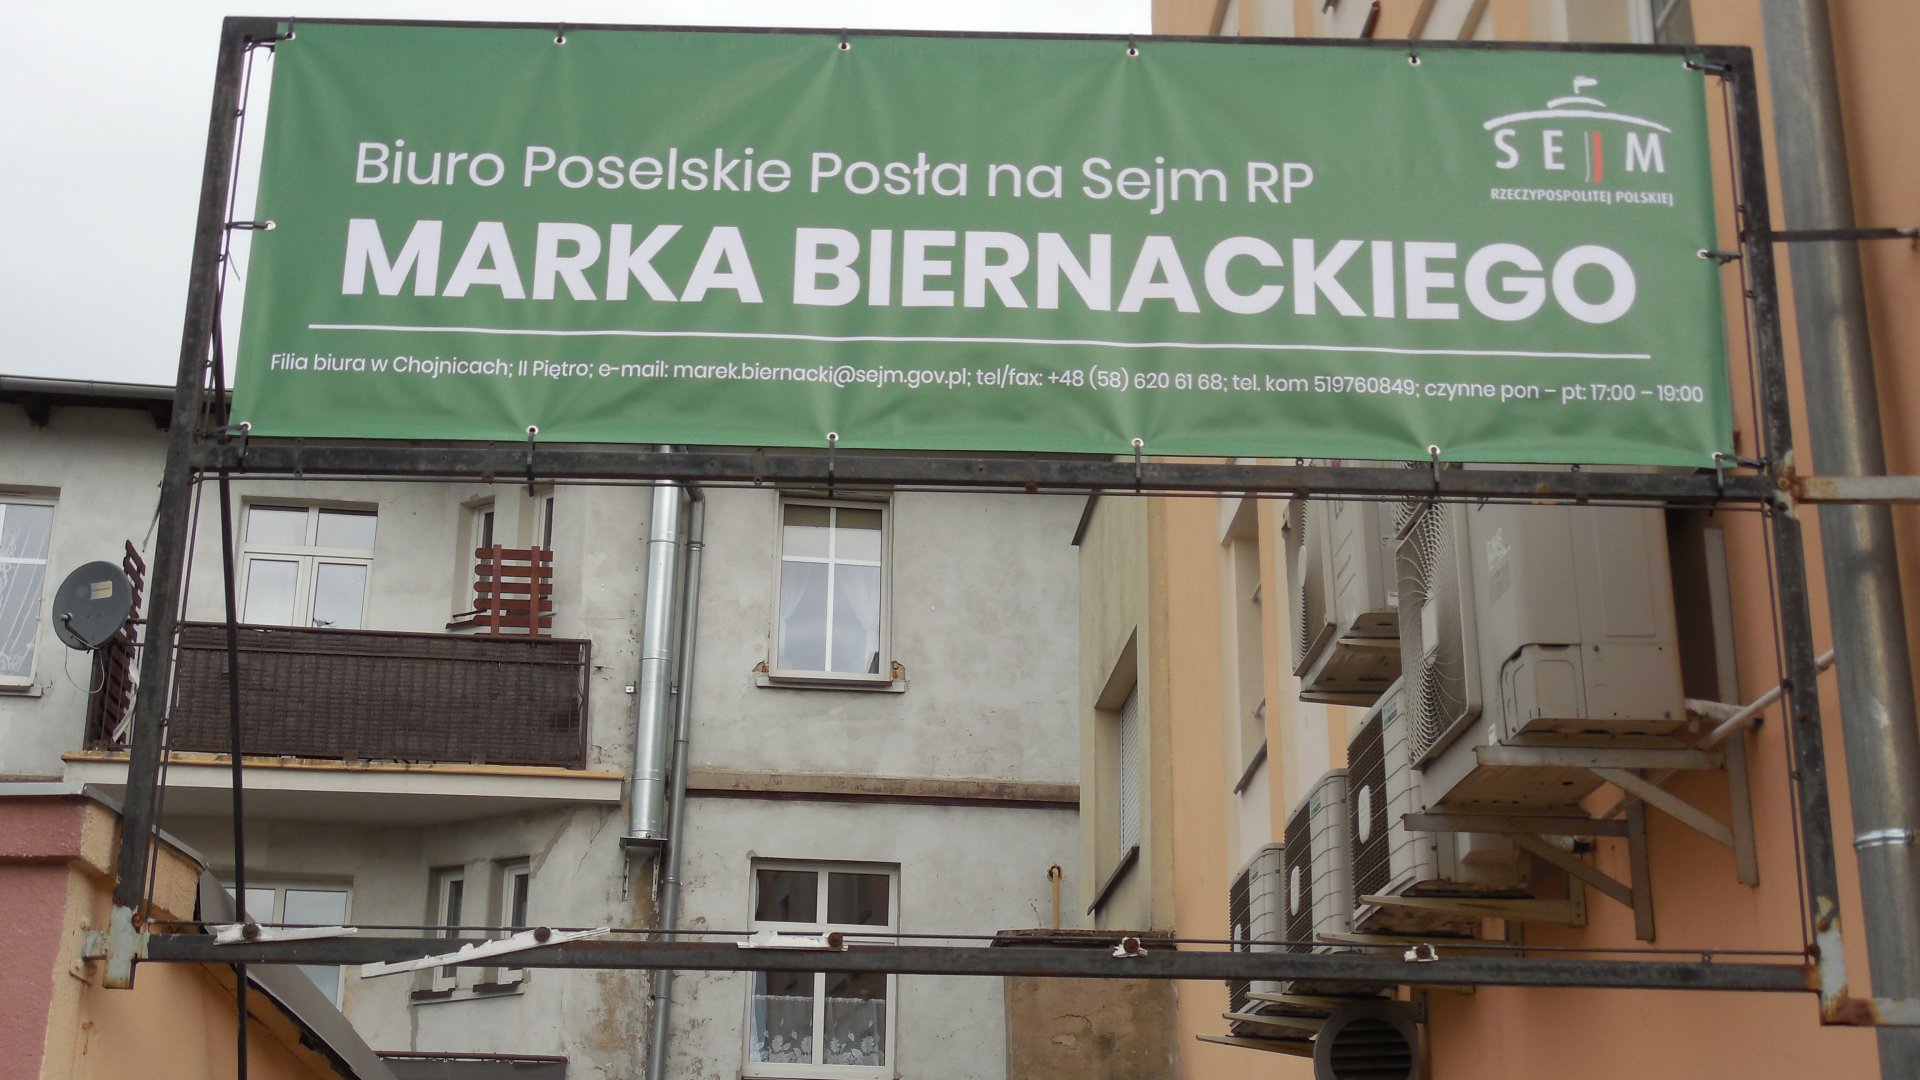 Biuro Poselskie Posła na Sejm RP
MARKA BIERNACKIEGO
SEJM
RZECZYPOSPOLITEJ POLSKIEJ
Filia biura w Chojnicach; II Piętro; e-mail: marek.biernacki@sejm.gov.pl; tel/fax: +48 (58) 620 61 68; tel. kom 519760849; czynne pon – pt: 17:00 – 19:00